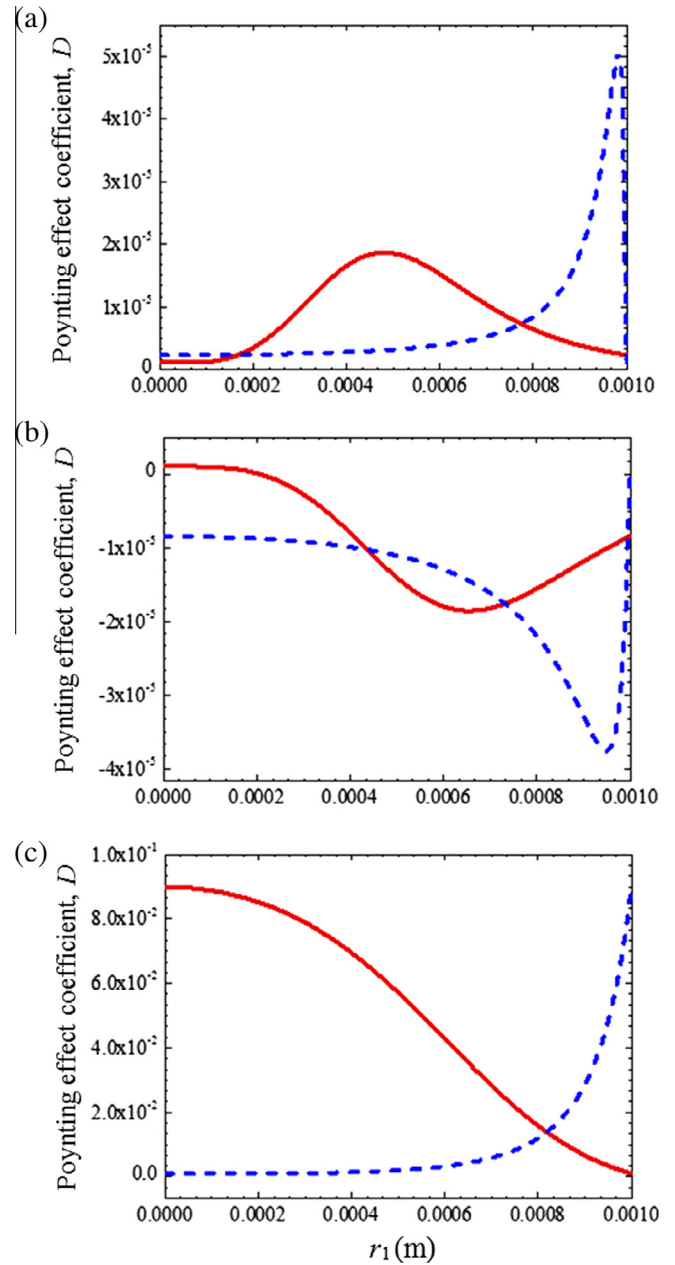 (a)
Poynting effect coefficient, D
5x10⁻⁵
4x10⁻⁵
3x10⁻⁵
2x10⁻⁵
1x10⁻⁵
0
0.0000 0.0002 0.0004 0.0006 0.0008 0.0010
(b)
Poynting effect coefficient, D
0
-1x10⁻⁵
-2x10⁻⁵
-3x10⁻⁵
-4x10⁻⁵
0.0000 0.0002 0.0004 0.0006 0.0008 0.0010
(c)
Poynting effect coefficient, D
1.0x10⁻¹
8.0x10⁻²
6.0x10⁻²
4.0x10⁻²
2.0x10⁻²
0.0
0.0000 0.0002 0.0004 0.0006 0.0008 0.0010
r₁(m)